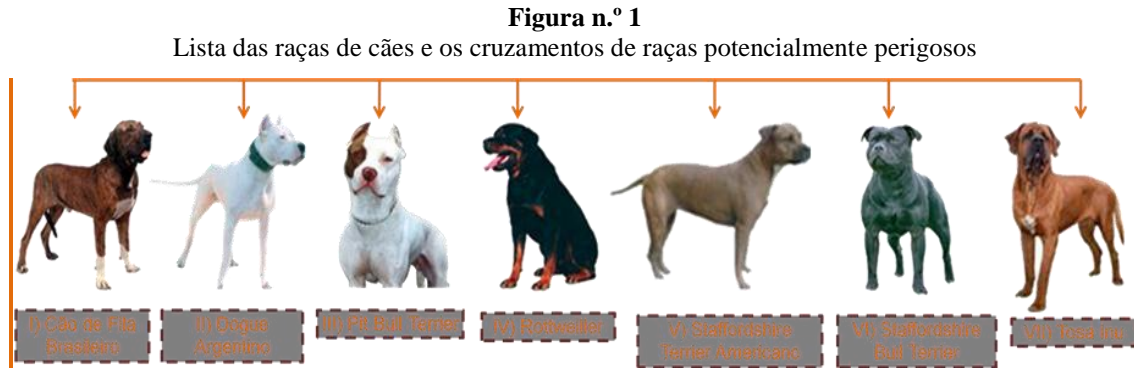 Figura n.º 1
Lista das raças de cães e os cruzamentos de raças potencialmente perigosos
I) Cão de Fila
Brasileiro
II) Dogue
Argentino
III) Pit Bull Terrier
IV) Rottweiller
V) Staffordshire
Terrier Americano
VI) Staffordshire
Bull Terrier
VII) Tosa Inu